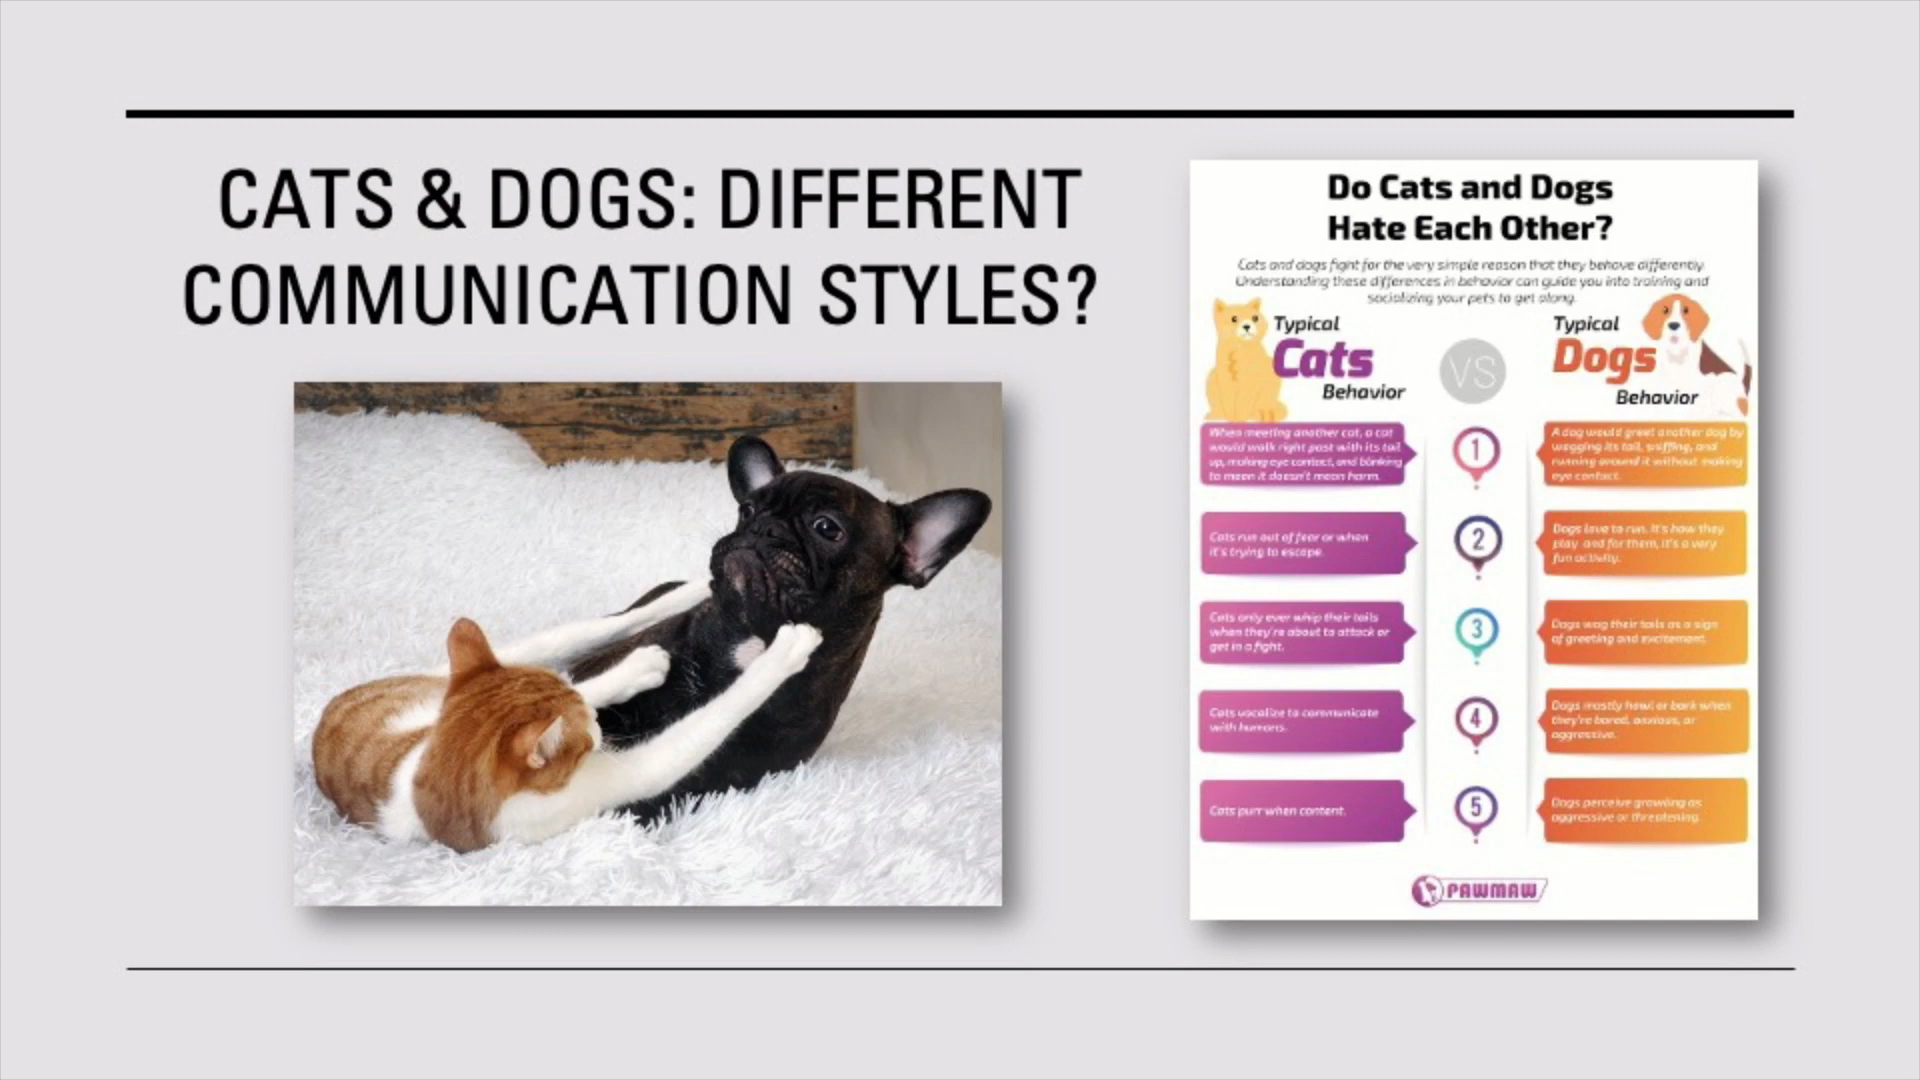 CATS & DOGS: DIFFERENT
COMMUNICATION STYLES?
Do Cats and Dogs
Hate Each Other?
Cats and dogs fight for the very simple reason that they behave differently.
Understanding these differences in behavior can guide you into training and
socializing your pets to get along.
Typical
Cats
Behavior
VS
Typical
Dogs
Behavior
When meeting another cat, a cat
would walk right past with its tail
up, making eye contact, and blinking
to mean it doesn't mean harm.
1
A dog would greet another dog by
wagging its tail, sniffing, and
running around it without making
eye contact.
Cats run out of fear or when
it's trying to escape.
2
Dogs love to run. It's how they
play and for them, it's a very
fun activity.
Cats only ever whip their tails
when they're about to attack or
get in a fight.
3
Dogs wag their tails as a sign
of greeting and excitement.
Cats vocalize to communicate
with humans.
4
Dogs mostly howl or bark when
they're bored, anxious, or
aggressive.
Cats purr when content.
5
Dogs perceive growling as
aggressive or threatening.
PAWMAW